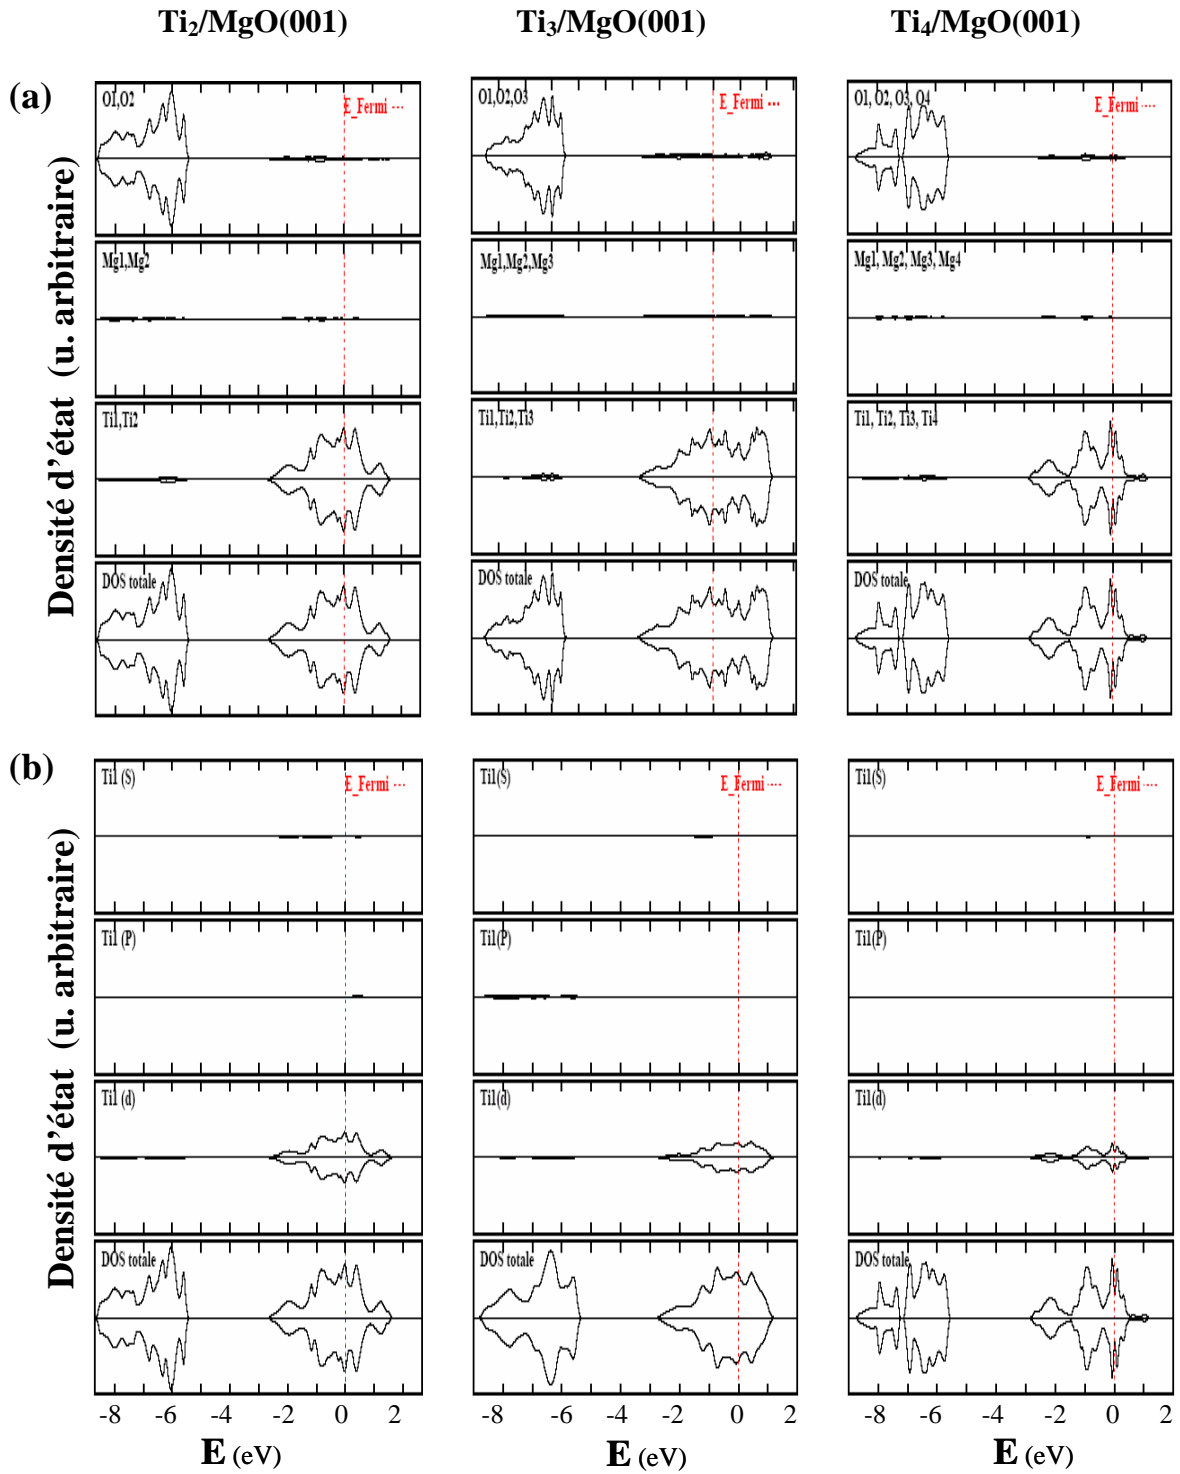 Ti₂/MgO(001) Ti₃/MgO(001) Ti₄/MgO(001)
(a)
Densité d'état (u. arbitraire)
O1,O2 E_Fermi O1,O2,O3 E_Fermi O1, O2, O3, O4 E_Fermi
Mg1,Mg2 Mg1,Mg2,Mg3 Mg1, Mg2, Mg3, Mg4
Ti1,Ti2 Ti1,Ti2,Ti3 Ti1, Ti2, Ti3, Ti4
DOS totale DOS totale DOS totale
(b)
Densité d'état (u. arbitraire)
Ti1 (S) E_Fermi Ti1(S) E_Fermi Ti1(S) E_Fermi
Ti1 (P) Ti1(P) Ti1(P)
Ti1 (d) Ti1(d) Ti1(d)
DOS totale DOS totale DOS totale
-8 -6 -4 -2 0 2 -8 -6 -4 -2 0 2 -8 -6 -4 -2 0 2
E (eV) E (eV) E (eV)